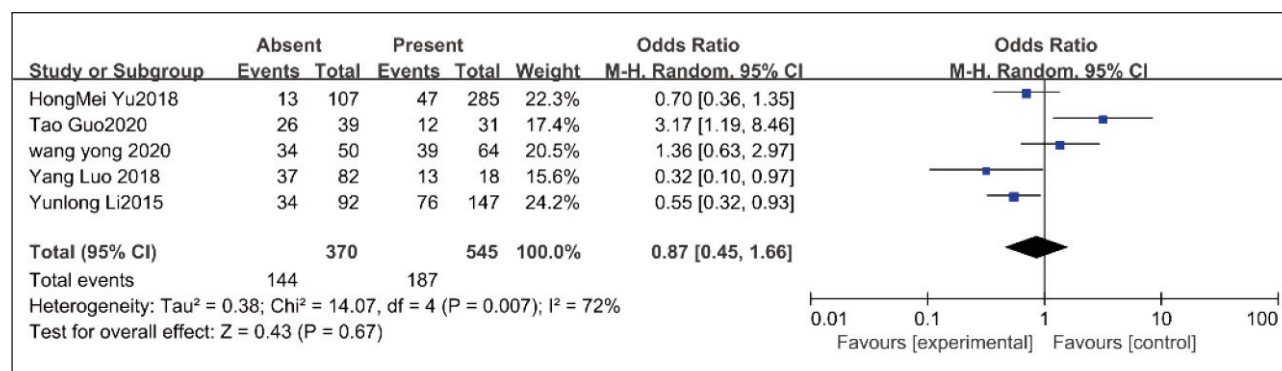 Absent Present Odds Ratio Odds Ratio
Study or Subgroup Events Total Events Total Weight M-H, Random, 95% CI M-H, Random, 95% CI
HongMei Yu2018 13 107 47 285 22.3% 0.70 [0.36, 1.35]
Tao Guo2020 26 39 12 31 17.4% 3.17 [1.19, 8.46]
wang yong 2020 34 50 39 64 20.5% 1.36 [0.63, 2.97]
Yang Luo 2018 37 82 13 18 15.6% 0.32 [0.10, 0.97]
Yunlong Li2015 34 92 76 147 24.2% 0.55 [0.32, 0.93]
Total (95% CI) 370 545 100.0% 0.87 [0.45, 1.66]
Total events 144 187
Heterogeneity: Tau² = 0.38; Chi² = 14.07, df = 4 (P = 0.007); I² = 72%
Test for overall effect: Z = 0.43 (P = 0.67)
0.01 0.1 1 10 100
Favours [experimental] Favours [control]